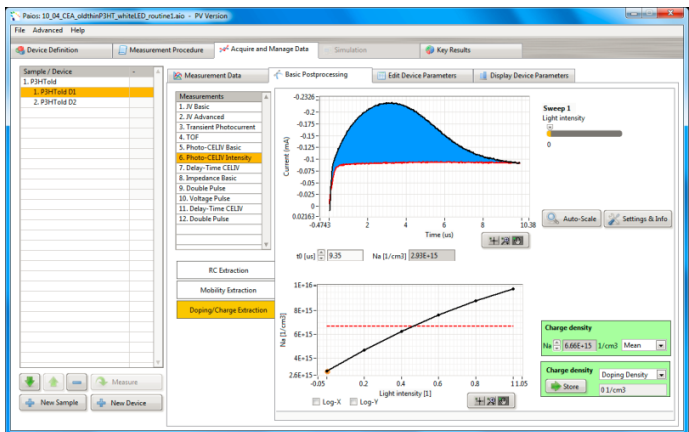 Paios: 10_04_CEA_oldthinP3HT_whiteLED_routine1.aio - PV Version
File Advanced Help
Device Definition Measurement Procedure Acquire and Manage Data Simulation Key Results
Sample / Device
1. P3HTold
1. P3HTold D1
2. P3HTold D2
Measurement Data Basic Postprocessing Edit Device Parameters Display Device Parameters
Measurements
1. JV Basic
2. JV Advanced
3. Transient Photocurrent
4. TOF
5. Photo-CELIV Basic
6. Photo-CELIV Intensity
7. Delay-Time CELIV
8. Impedance Basic
9. Double Pulse
10. Voltage Pulse
11. Delay-Time CELIV
12. Double Pulse
RC Extraction
Mobility Extraction
Doping/Charge Extraction
Current (mA)
-0.2326
-0.2
-0.175
-0.15
-0.125
-0.1
-0.075
-0.05
-0.025
0
0.02163
-0.4743 2 4 6 8 10.38
Time (us)
Sweep 1
Light intensity
0
Auto-Scale Settings & Info
t0 [us] 9.35 Na [1/cm3] 2.93E+15
Na [1/cm3]
1E+16
8E+15
6E+15
4E+15
2.6E+15
-0.05 0.2 0.4 0.6 0.8 1 1.05
Light intensity [1]
Log-X Log-Y
Charge density
Na 6.66E+15 1/cm3 Mean
Charge density Doping Density
Store 0 1/cm3
Measure
New Sample New Device